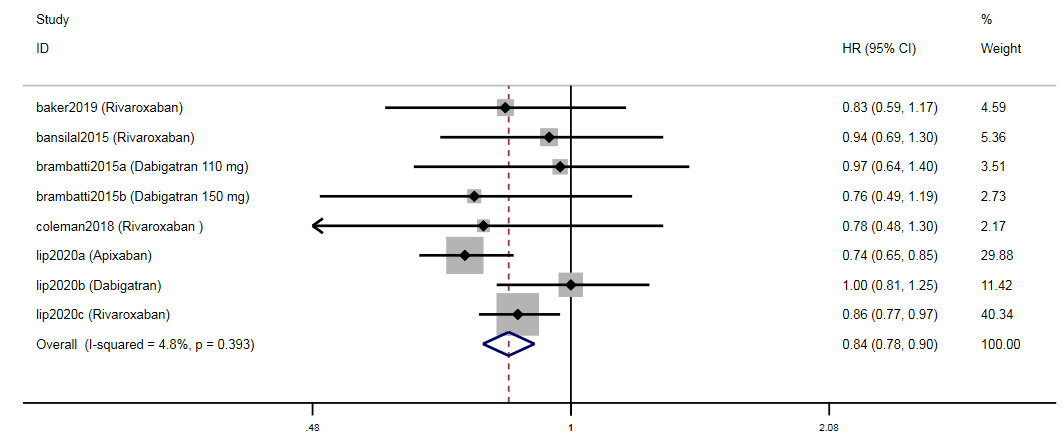 Study %
ID HR (95% CI) Weight
baker2019 (Rivaroxaban) 0.83 (0.59, 1.17) 4.59
bansilal2015 (Rivaroxaban) 0.94 (0.69, 1.30) 5.36
brambatti2015a (Dabigatran 110 mg) 0.97 (0.64, 1.40) 3.51
brambatti2015b (Dabigatran 150 mg) 0.76 (0.49, 1.19) 2.73
coleman2018 (Rivaroxaban ) 0.78 (0.48, 1.30) 2.17
lip2020a (Apixaban) 0.74 (0.65, 0.85) 29.88
lip2020b (Dabigatran) 1.00 (0.81, 1.25) 11.42
lip2020c (Rivaroxaban) 0.86 (0.77, 0.97) 40.34
Overall (I-squared = 4.8%, p = 0.393) 0.84 (0.78, 0.90) 100.00
.48 1 2.08